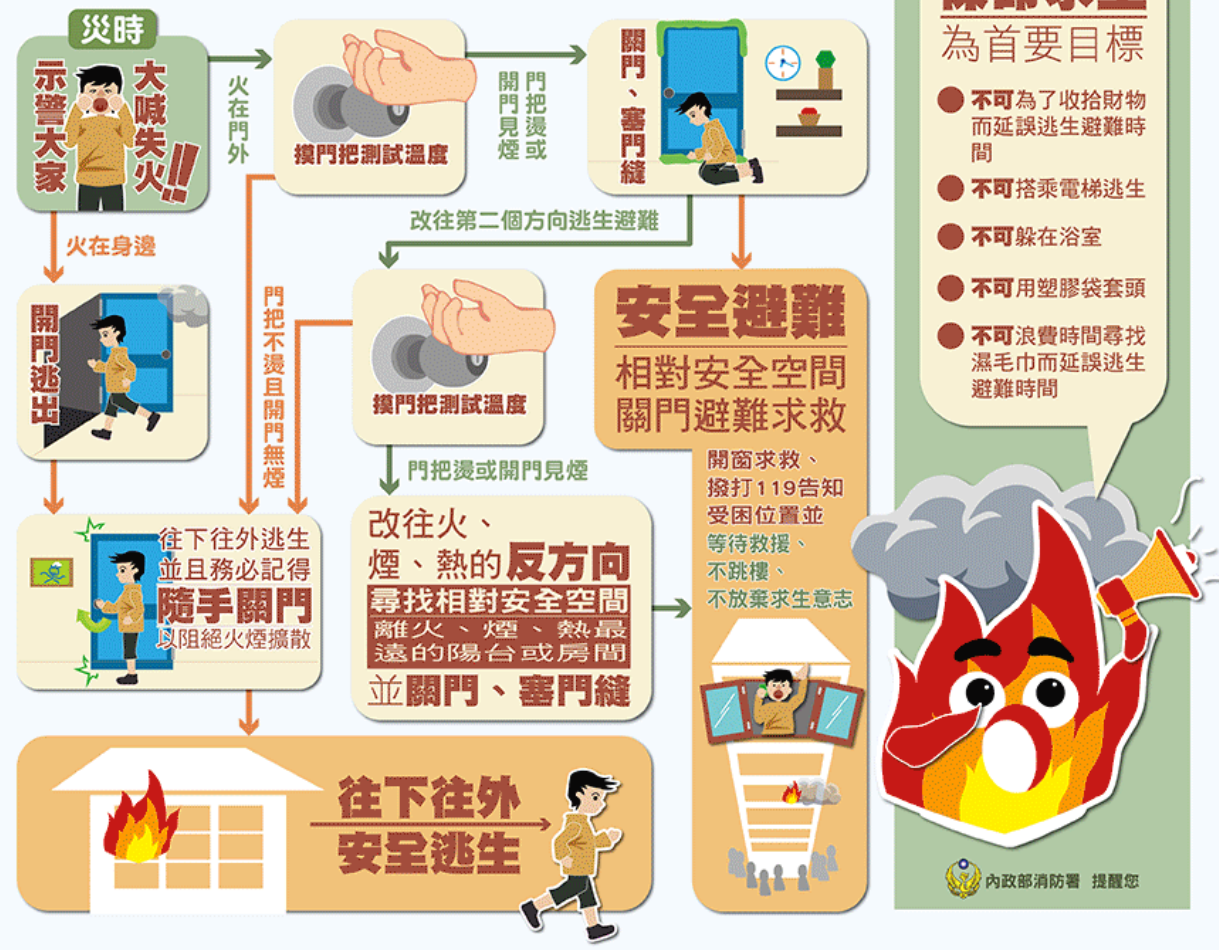 災時
大喊失火!!
示警大家
火在門外
摸門把測試溫度
門把燙或
開門見煙
關門、塞門縫
火在身邊
開門逃出
改往第二個方向逃生避難
門把不燙且開門無煙
摸門把測試溫度
門把燙或開門見煙
安全避難
相對安全空間
關門避難求救
開窗求救、
撥打119告知
受困位置並
等待救援、
不跳樓、
不放棄求生意志
往下往外逃生
並且務必記得
隨手關門
以阻絕火煙擴散
改往火、
煙、熱的反方向
尋找相對安全空間
離火、煙、熱最
遠的陽台或房間
並關門、塞門縫
往下往外
安全逃生
為首要目標
不可為了收拾財物
而延誤逃生避難時
間
不可搭乘電梯逃生
不可躲在浴室
不可用塑膠袋套頭
不可浪費時間尋找
濕毛巾而延誤逃生
避難時間
內政部消防署 提醒您